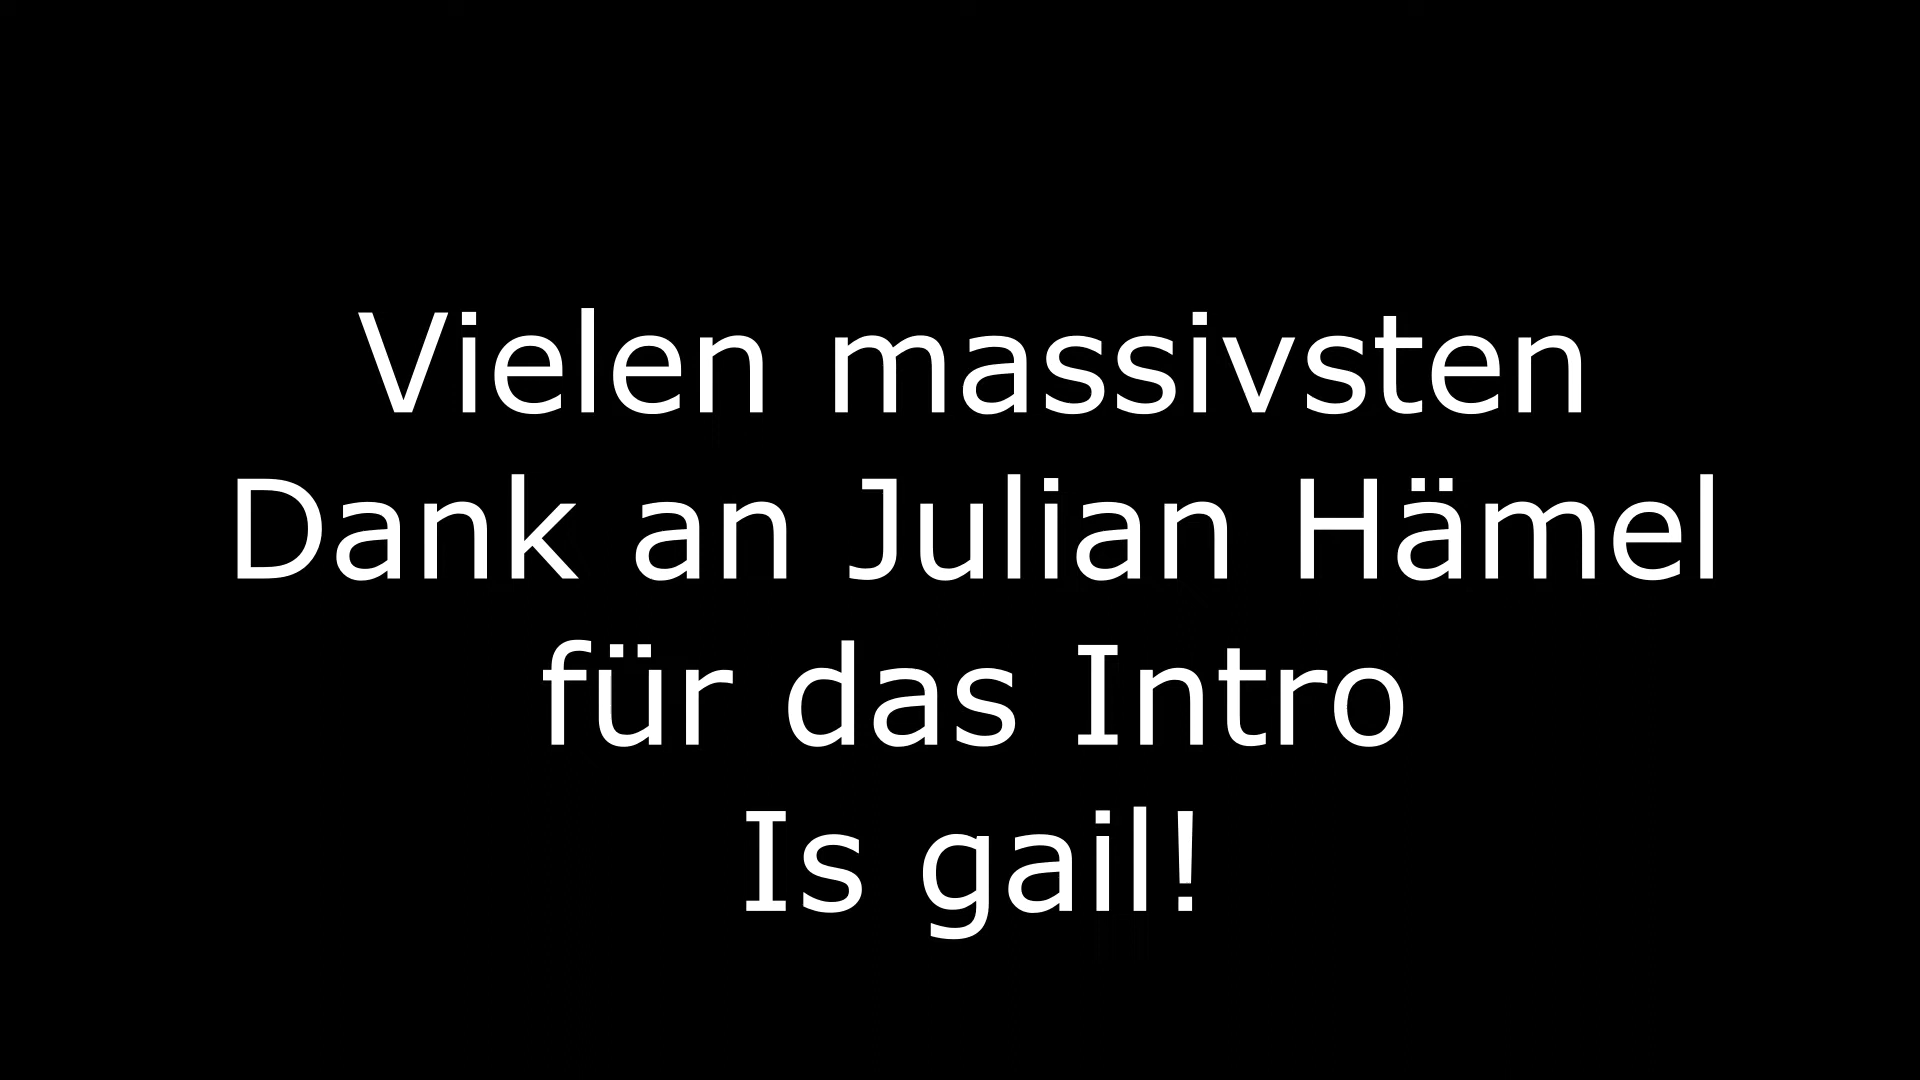 Vielen massivsten
Dank an Julian Hämel
für das Intro
Is gail!